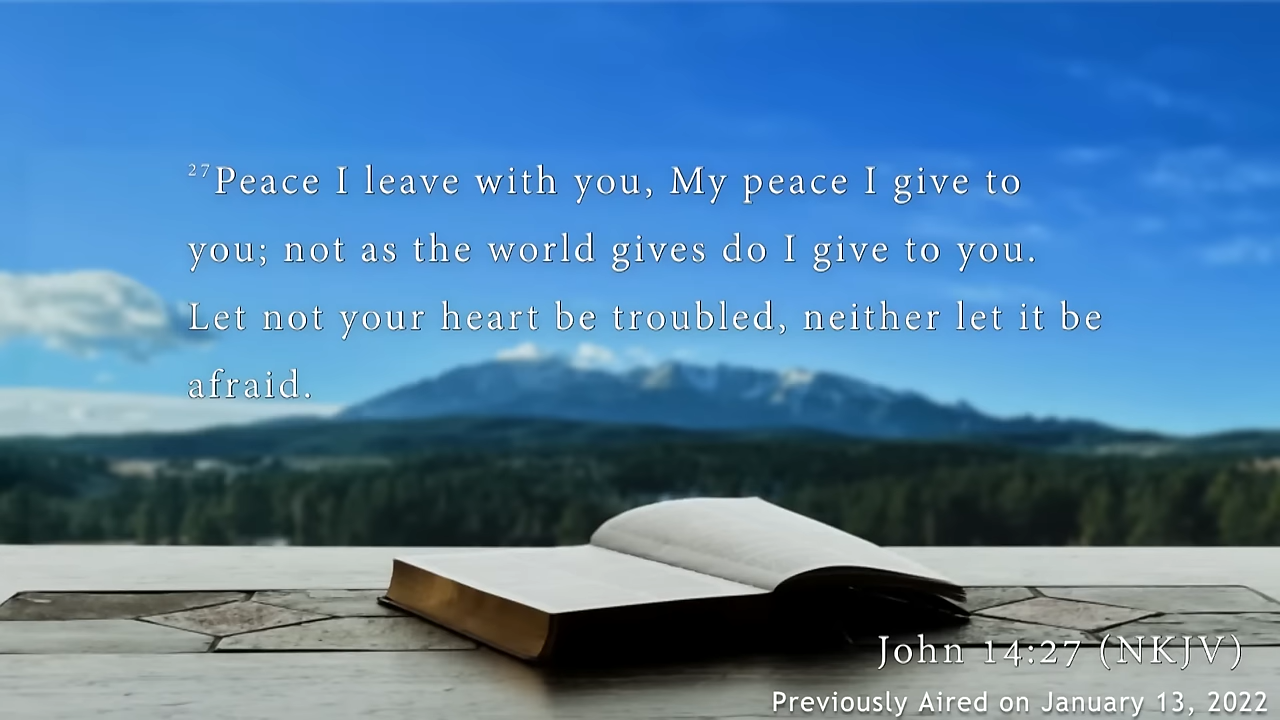 27Peace I leave with you, My peace I give to
you; not as the world gives do I give to you.
Let not your heart be troubled, neither let it be
afraid.
John 14:27 (NKJV)
Previously Aired on January 13, 2022